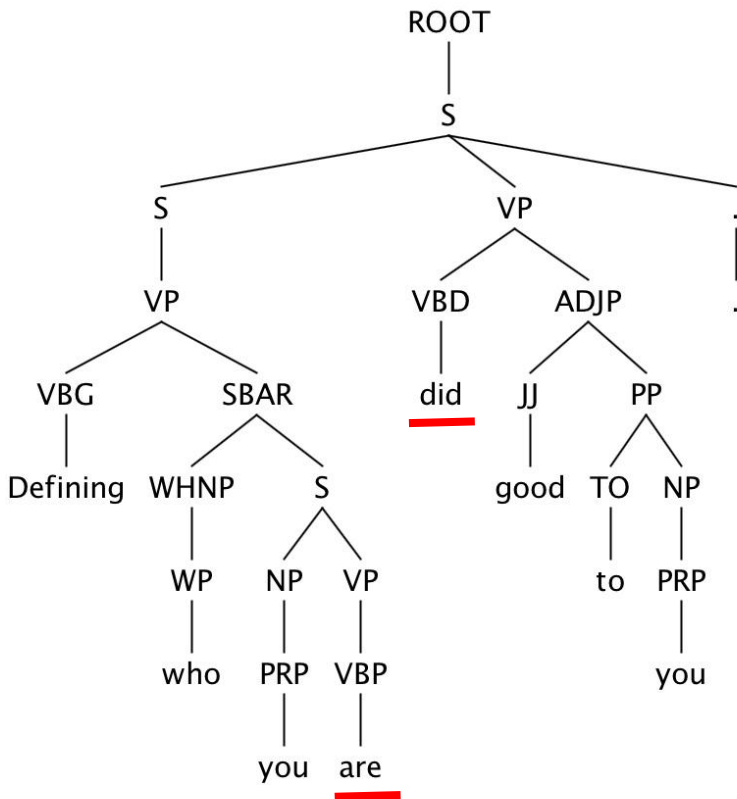 ROOT
S
S VP .
VP VBD ADJP .
VBG SBAR did JJ PP
Defining WHNP S good TO NP
WP NP VP to PRP
who PRP VBP you
you are